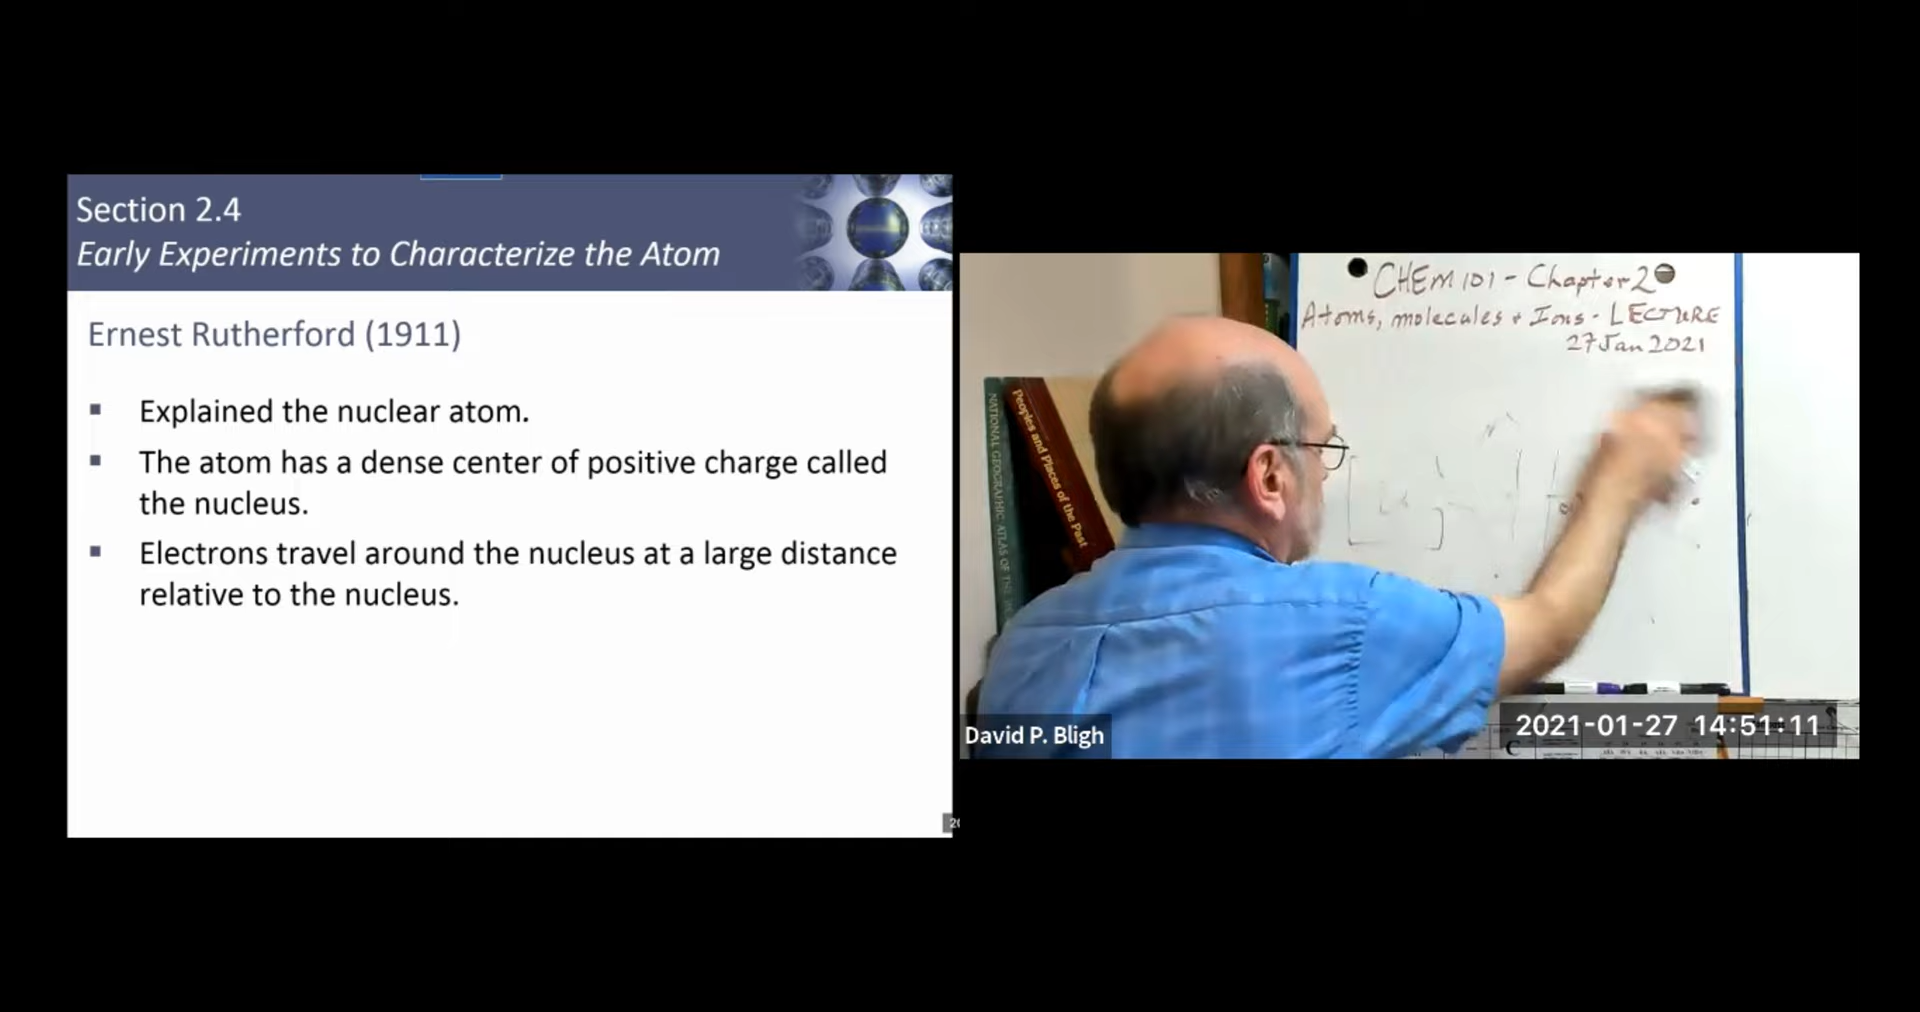 Section 2.4
Early Experiments to Characterize the Atom
Ernest Rutherford (1911)
▪ Explained the nuclear atom.
▪ The atom has a dense center of positive charge called
the nucleus.
▪ Electrons travel around the nucleus at a large distance
relative to the nucleus.
CHEM 101 - Chapter 2
Atoms, molecules + Ions - LECTURE
27 Jan 2021
NATIONAL GEOGRAPHIC ATLAS OF THE
Peoples and Places of the Past
David P. Bligh
2021-01-27 14:51:11
C